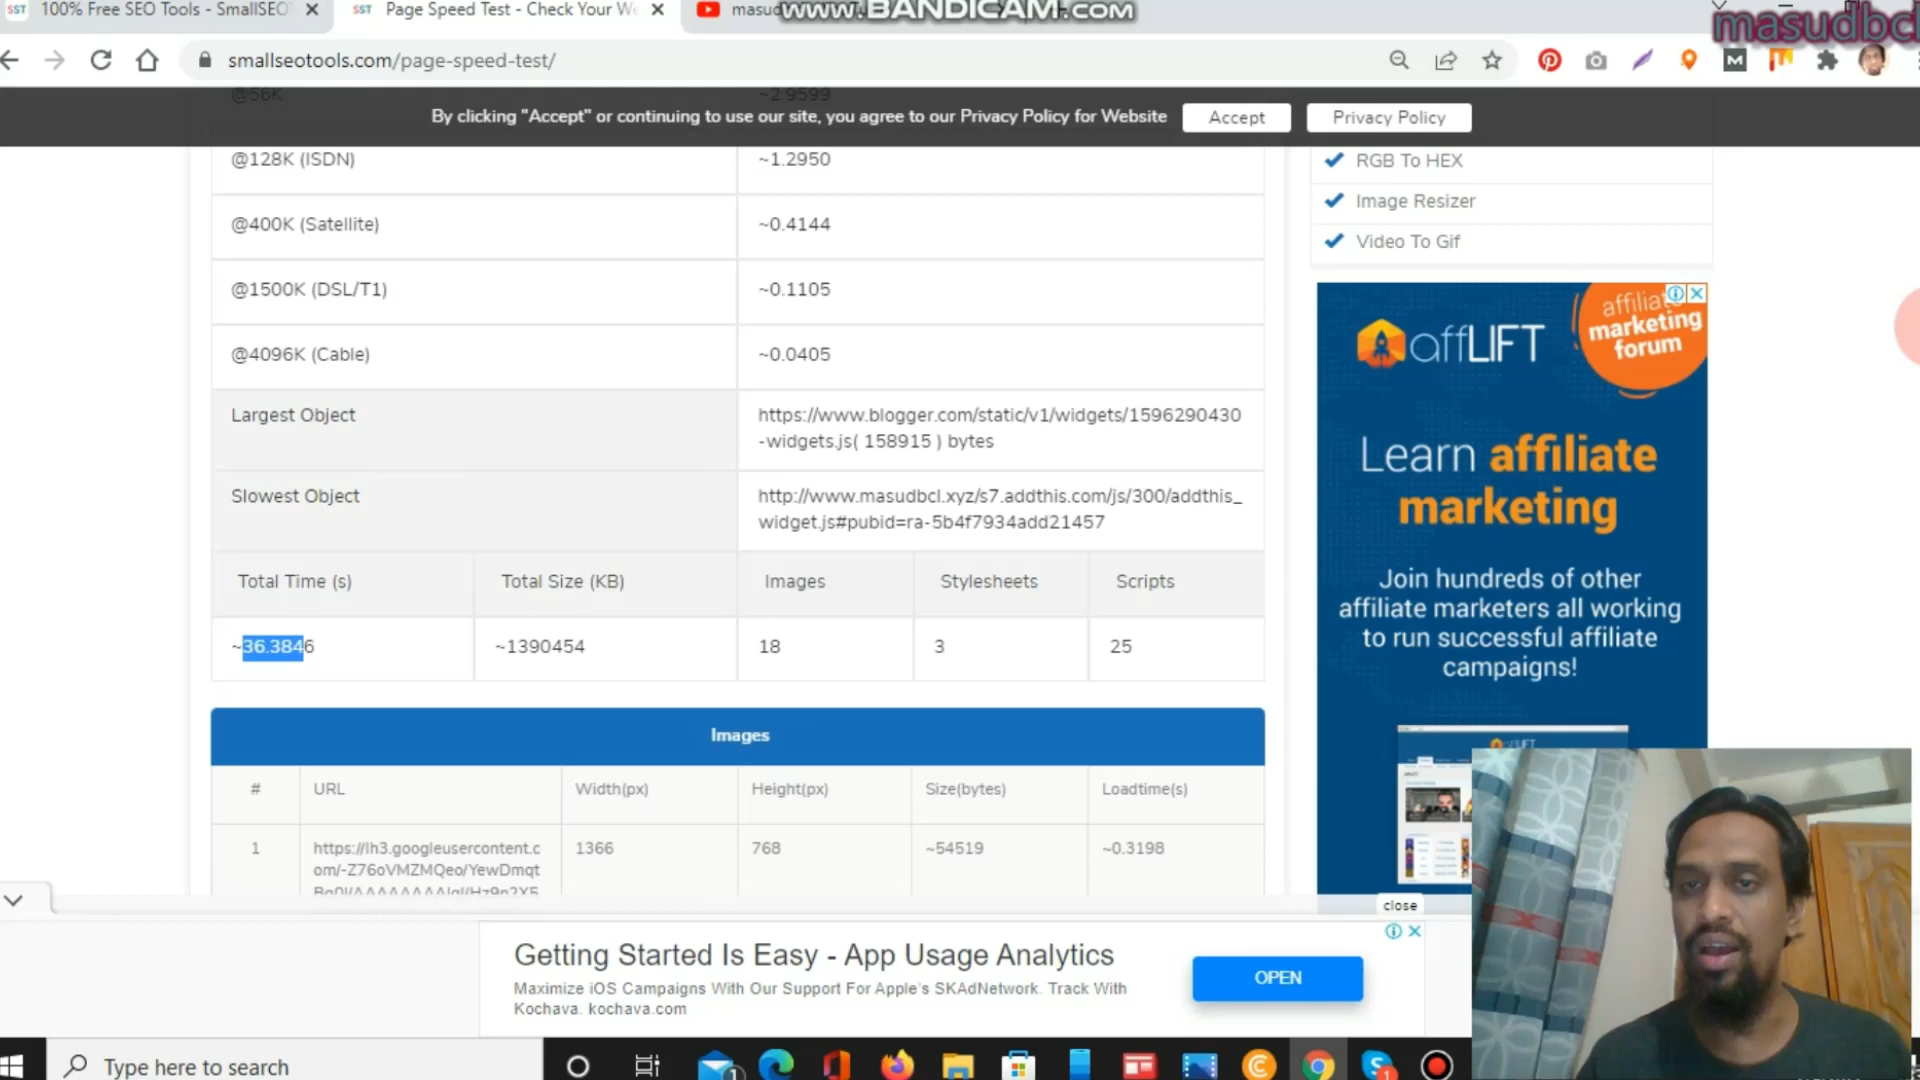 100% Free SEO Tools - SmallSEO
Page Speed Test - Check Your We
masud
www.BANDICAM.com
masudbcl
smallseotools.com/page-speed-test/
@56K
~2.9599
By clicking "Accept" or continuing to use our site, you agree to our Privacy Policy for Website
Accept
Privacy Policy
@128K (ISDN)
~1.2950
@400K (Satellite)
~0.4144
@1500K (DSL/T1)
~0.1105
@4096K (Cable)
~0.0405
Largest Object
https://www.blogger.com/static/v1/widgets/1596290430
-widgets.js( 158915 ) bytes
Slowest Object
http://www.masudbcl.xyz/s7.addthis.com/js/300/addthis_
widget.js#pubid=ra-5b4f7934add21457
Total Time (s)
Total Size (KB)
Images
Stylesheets
Scripts
~36.3846
~1390454
18
3
25
Images
#
URL
Width(px)
Height(px)
Size(bytes)
Loadtime(s)
1
https://lh3.googleusercontent.c
om/-Z76oVMZMQeo/YewDmqt
1366
768
~54519
~0.3198
RGB To HEX
Image Resizer
Video To Gif
affLIFT
affiliate
marketing
forum
Learn affiliate
marketing
Join hundreds of other
affiliate marketers all working
to run successful affiliate
campaigns!
close
Getting Started Is Easy - App Usage Analytics
Maximize iOS Campaigns With Our Support For Apple's SKAdNetwork. Track With
Kochava. kochava.com
OPEN
Type here to search